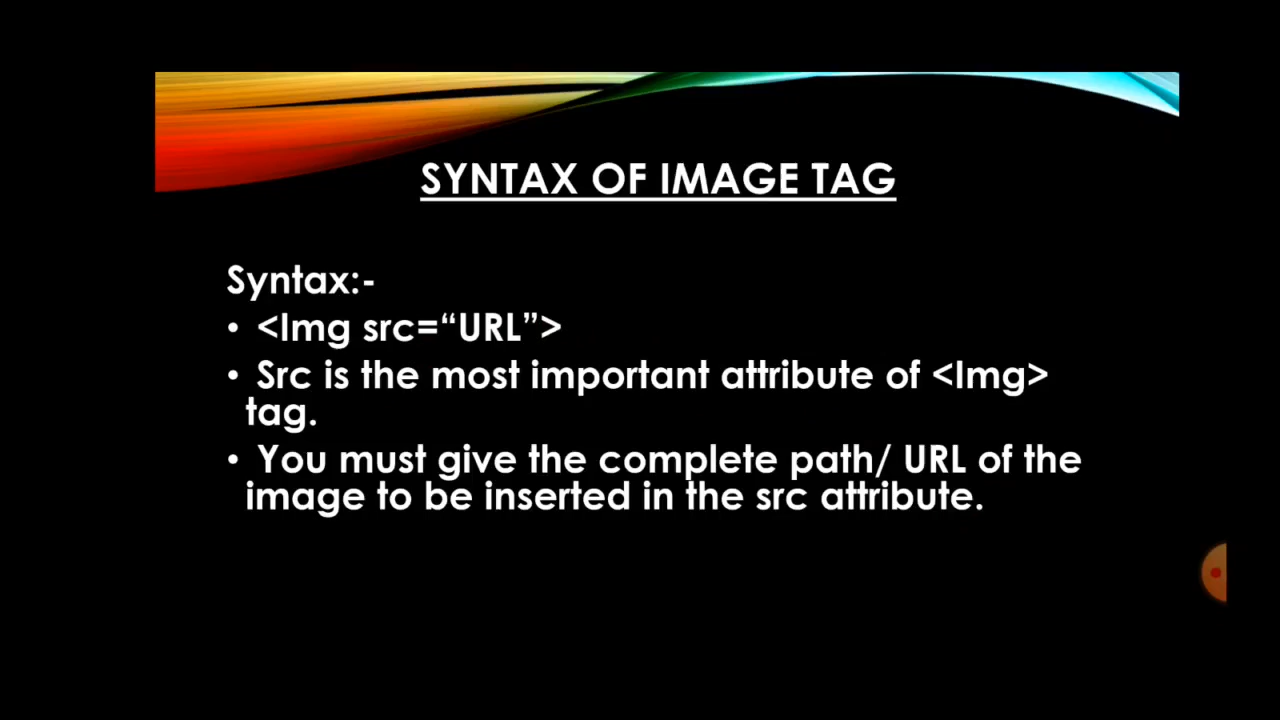 SYNTAX OF IMAGE TAG
Syntax:-
• <Img src=“URL”>
• Src is the most important attribute of <Img>
tag.
• You must give the complete path/ URL of the
image to be inserted in the src attribute.